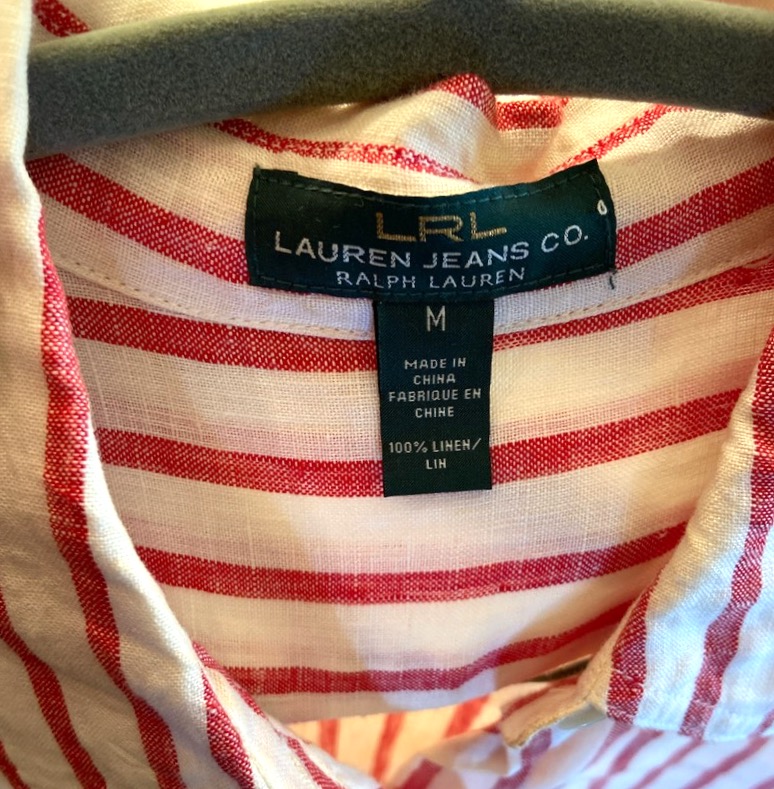 LRL
LAUREN JEANS CO.
RALPH LAUREN
M
MADE IN
CHINA
FABRIQUE EN
CHINE
100% LINEN/
LIN